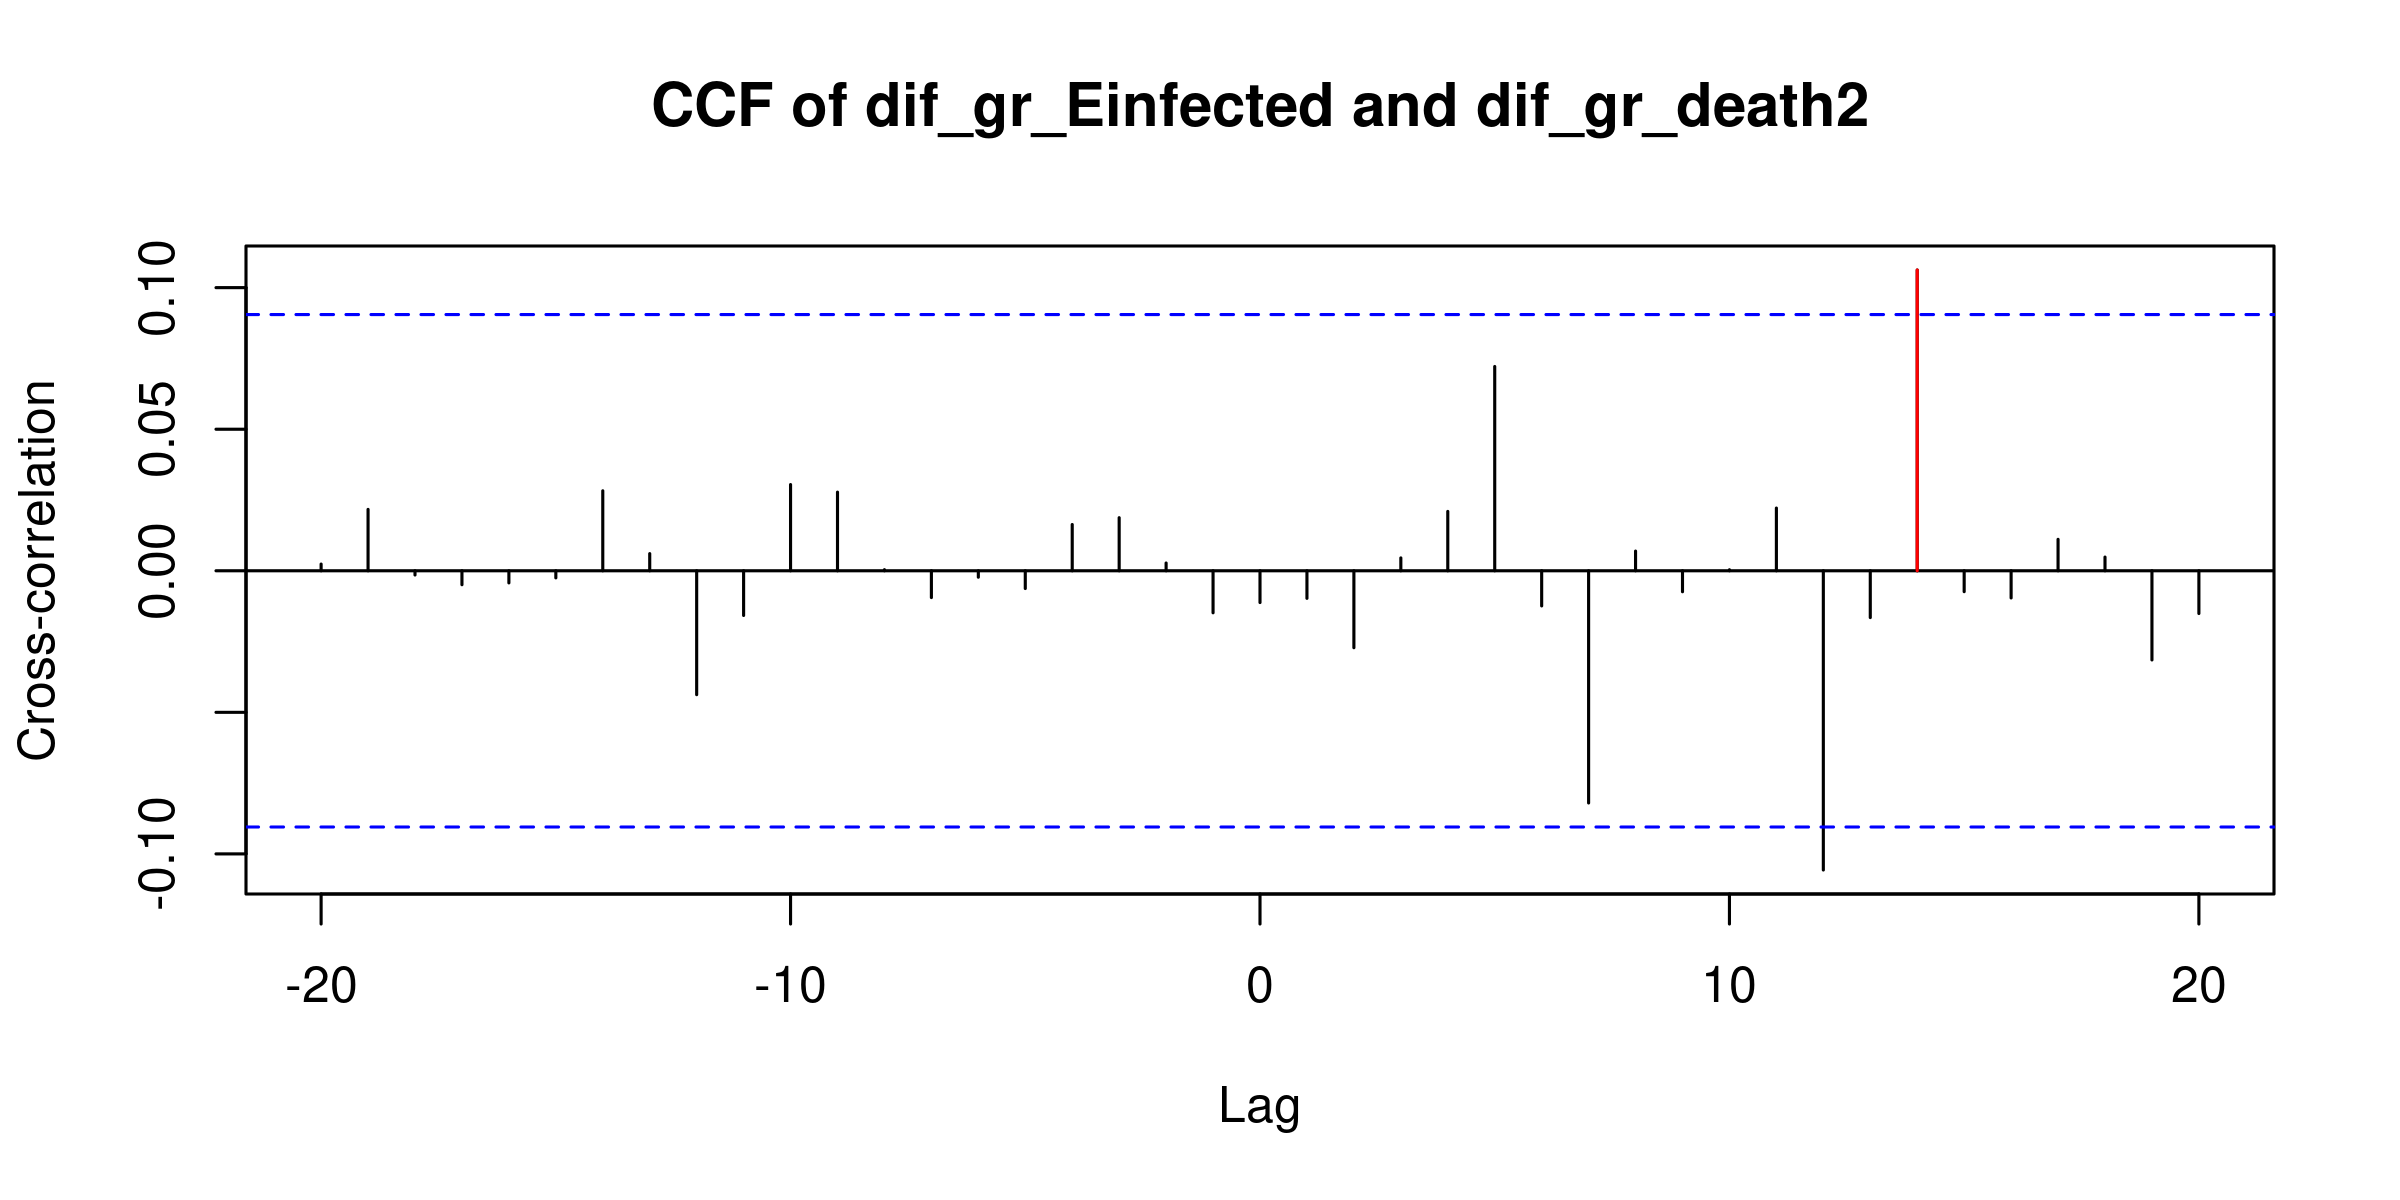 CCF of dif_gr_Einfected and dif_gr_death2
Cross-correlation
0.10
0.05
0.00
-0.10
-20 -10 0 10 20
Lag